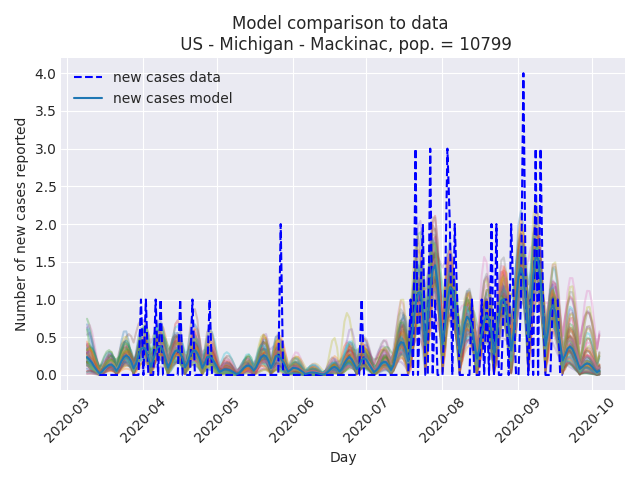 Model comparison to data
US - Michigan - Mackinac, pop. = 10799
new cases data
new cases model
Number of new cases reported
4.0
3.5
3.0
2.5
2.0
1.5
1.0
0.5
0.0
2020-03
2020-04
2020-05
2020-06
2020-07
2020-08
2020-09
2020-10
Day